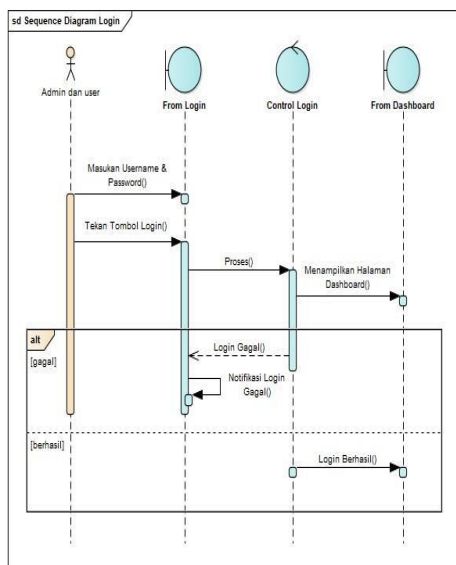 sd Sequence Diagram Login
Admin dan user
From Login
Control Login
From Dashboard
Masukan Username &
Password()
Tekan Tombol Login()
Proses()
Menampilkan Halaman
Dashboard()
alt
[gagal]
Login Gagal()
Notifikasi Login
Gagal()
[berhasil]
Login Berhasil()